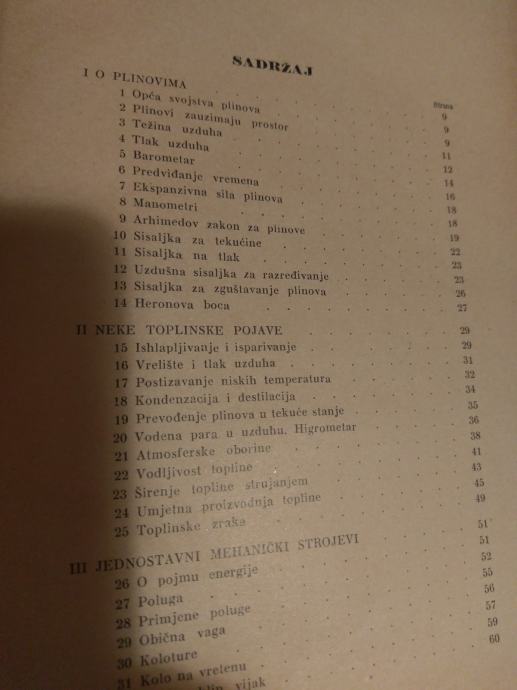 SADRŽAJ
Strana
I O PLINOVIMA . . . 9
1 Opća svojstva plinova . . . 9
2 Plinovi zauzimaju prostor . . . 9
3 Težina uzduha . . . 11
4 Tlak uzduha . . . 12
5 Barometar . . . 14
6 Predviđanje vremena . . . 16
7 Ekspanzivna sila plinova . . . 18
8 Manometri . . . 18
9 Arhimedov zakon za plinove . . . 19
10 Sisaljka za tekućine . . . 22
11 Sisaljka na tlak . . . 23
12 Uzdušna sisaljka za razređivanje . . . 23
13 Sisaljka za zgušćavanje plinova . . . 26
14 Heronova boca . . . 27
II NEKE TOPLINSKE POJAVE . . . 29
15 Ishlapljivanje i isparivanje . . . 29
16 Vrelište i tlak uzduha . . . 31
17 Postizavanje niskih temperatura . . . 32
18 Kondenzacija i destilacija . . . 34
19 Prevođenje plinova u tekuće stanje . . . 35
20 Vodena para u uzduhu. Higrometar . . . 36
21 Atmosferske oborine . . . 38
22 Vodljivost topline . . . 41
23 Širenje topline strujanjem . . . 43
24 Umjetna proizvodnja topline . . . 45
25 Toplinske zrake . . . 49
III JEDNOSTAVNI MEHANIČKI STROJEVI . . . 51
26 O pojmu energije . . . 51
27 Poluga . . . 52
28 Primjene poluge . . . 55
29 Obična vaga . . . 56
30 Koloture . . . 57
31 Kolo na vretenu . . . 59
vijak . . . 60